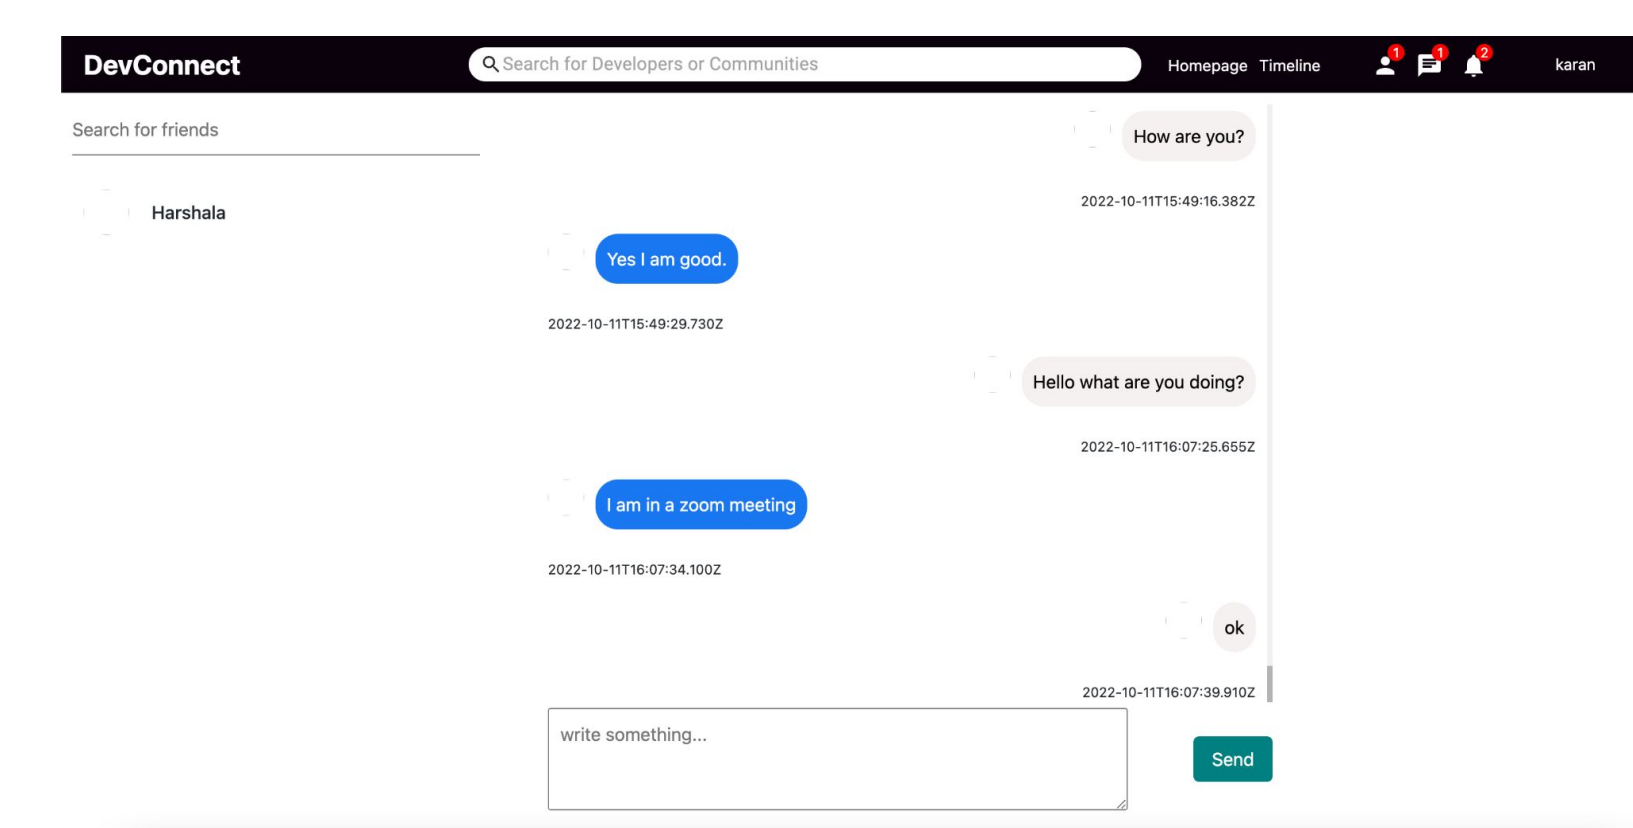 DevConnect
Search for Developers or Communities
Homepage Timeline
1
1
2
karan
Search for friends
Harshala
How are you?
2022-10-11T15:49:16.382Z
Yes I am good.
2022-10-11T15:49:29.730Z
Hello what are you doing?
2022-10-11T16:07:25.655Z
I am in a zoom meeting
2022-10-11T16:07:34.100Z
ok
2022-10-11T16:07:39.910Z
write something...
Send